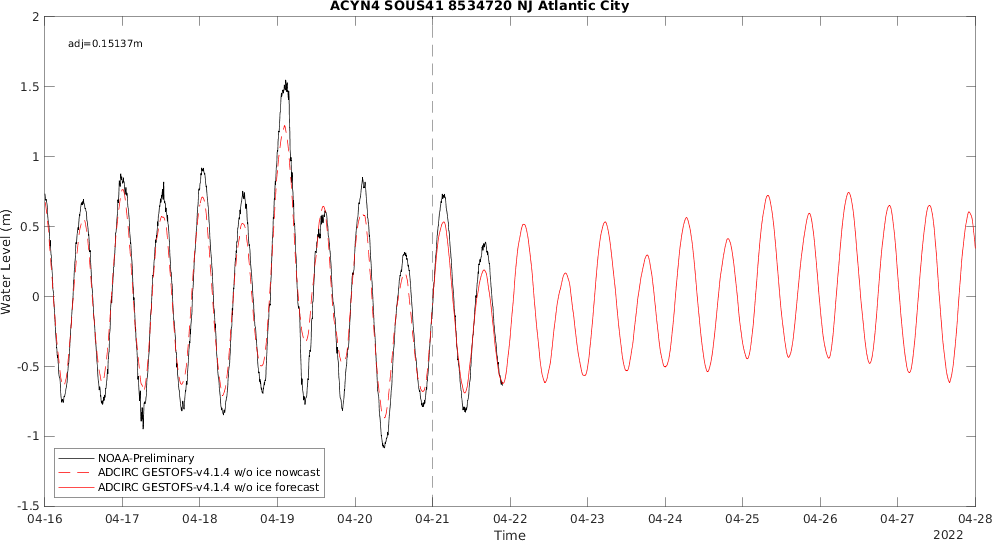 ACYN4 SOUS41 8534720 NJ Atlantic City
2
adj=0.15137m
1.5
1
0.5
0
-0.5
-1
-1.5
Water Level (m)
NOAA-Preliminary
ADCIRC GESTOFS-v4.1.4 w/o ice nowcast
ADCIRC GESTOFS-v4.1.4 w/o ice forecast
04-16 04-17 04-18 04-19 04-20 04-21 04-22 04-23 04-24 04-25 04-26 04-27 04-28
Time
2022